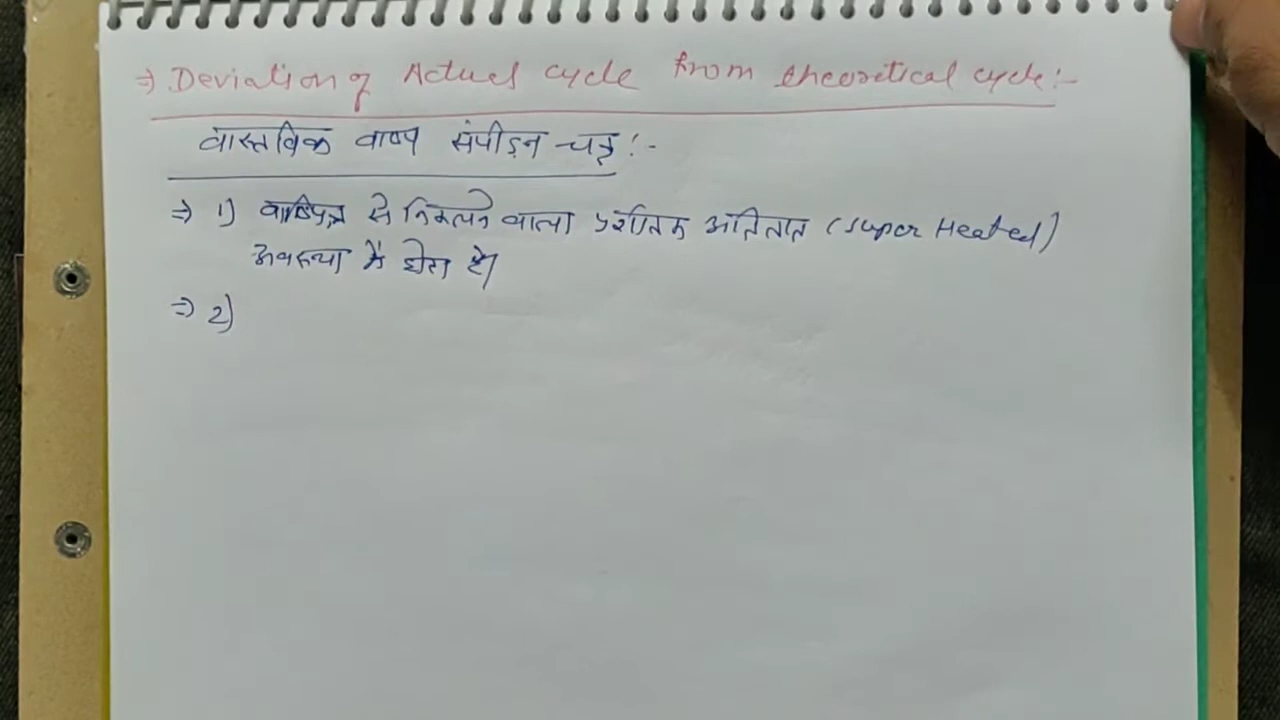 ⇒ Deviation of Actual cycle from theoretical cycle:-
वास्तविक वाष्प संपीड़न चक्र:-
⇒ 1) वाष्पित्र से निकलने वाला प्रशीतक अतितप्त (Super Heated)
अवस्था में होता है।
⇒ 2)